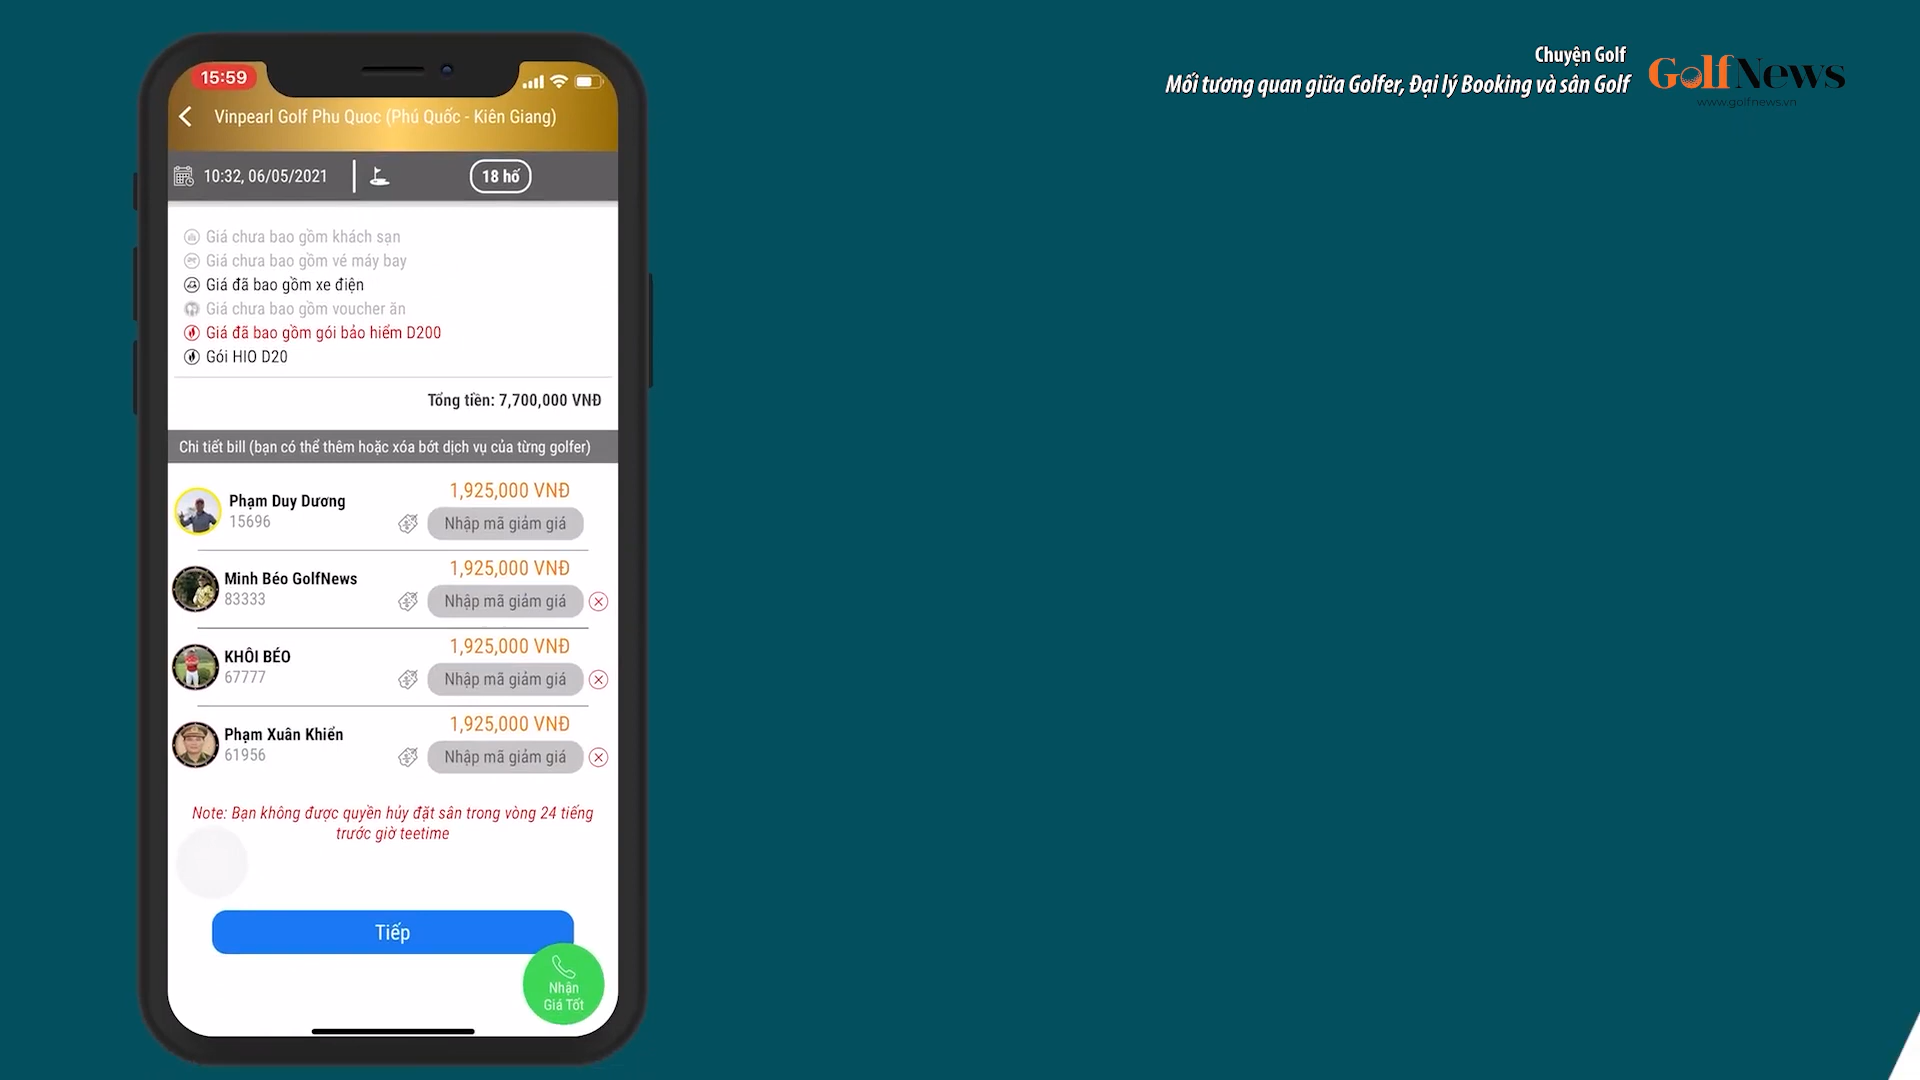 Chuyện Golf
Mối tương quan giữa Golfer, Đại lý Booking và sân Golf
GolfNews
www.golfnews.vn
15:59
Vinpearl Golf Phu Quoc (Phú Quốc - Kiên Giang)
10:32, 06/05/2021
18 hố
Giá chưa bao gồm khách sạn
Giá chưa bao gồm vé máy bay
Giá đã bao gồm xe điện
Giá chưa bao gồm voucher ăn
Giá đã bao gồm gói bảo hiểm D200
Gói HIO D20
Tổng tiền: 7,700,000 VNĐ
Chi tiết bill (bạn có thể thêm hoặc xóa bớt dịch vụ của từng golfer)
Phạm Duy Dương
15696
1,925,000 VNĐ
Nhập mã giảm giá
Minh Béo GolfNews
83333
1,925,000 VNĐ
Nhập mã giảm giá
KHÔI BÉO
67777
1,925,000 VNĐ
Nhập mã giảm giá
Phạm Xuân Khiển
61956
1,925,000 VNĐ
Nhập mã giảm giá
Note: Bạn không được quyền hủy đặt sân trong vòng 24 tiếng
trước giờ teetime
Tiếp
Nhận
Giá Tốt